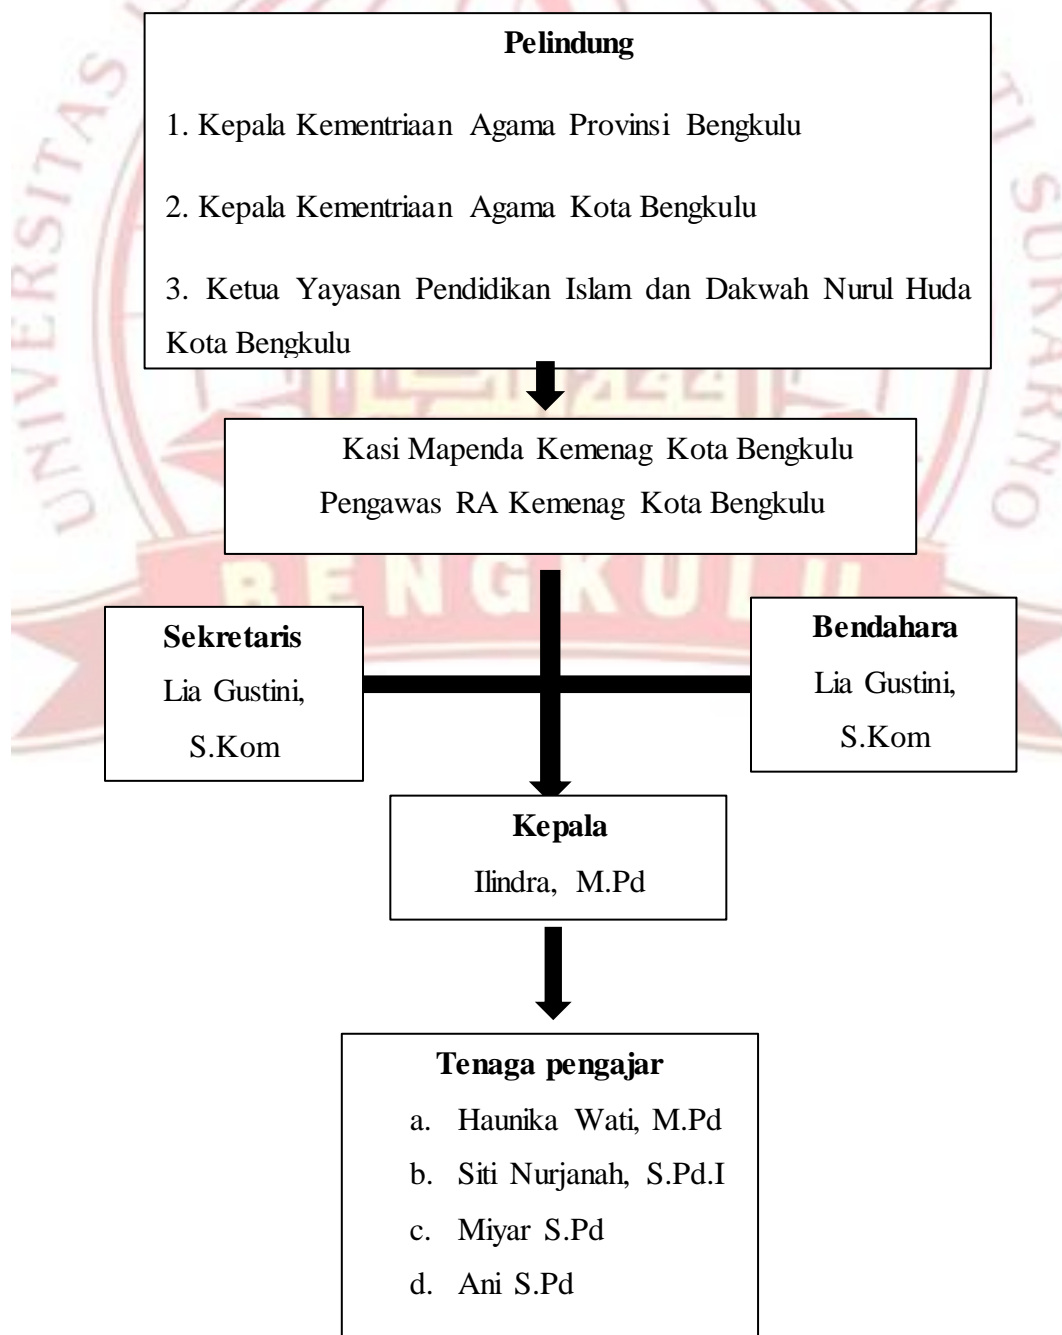 Pelindung
1. Kepala Kementriaan Agama Provinsi Bengkulu
2. Kepala Kementriaan Agama Kota Bengkulu
3. Ketua Yayasan Pendidikan Islam dan Dakwah Nurul Huda
Kota Bengkulu
Kasi Mapenda Kemenag Kota Bengkulu
Pengawas RA Kemenag Kota Bengkulu
UNIVERSITAS
SUKARNO
BENGKULU
Sekretaris
Lia Gustini,
S.Kom
Bendahara
Lia Gustini,
S.Kom
Kepala
Ilindra, M.Pd
Tenaga pengajar
a. Haunika Wati, M.Pd
b. Siti Nurjanah, S.Pd.I
c. Miyar S.Pd
d. Ani S.Pd